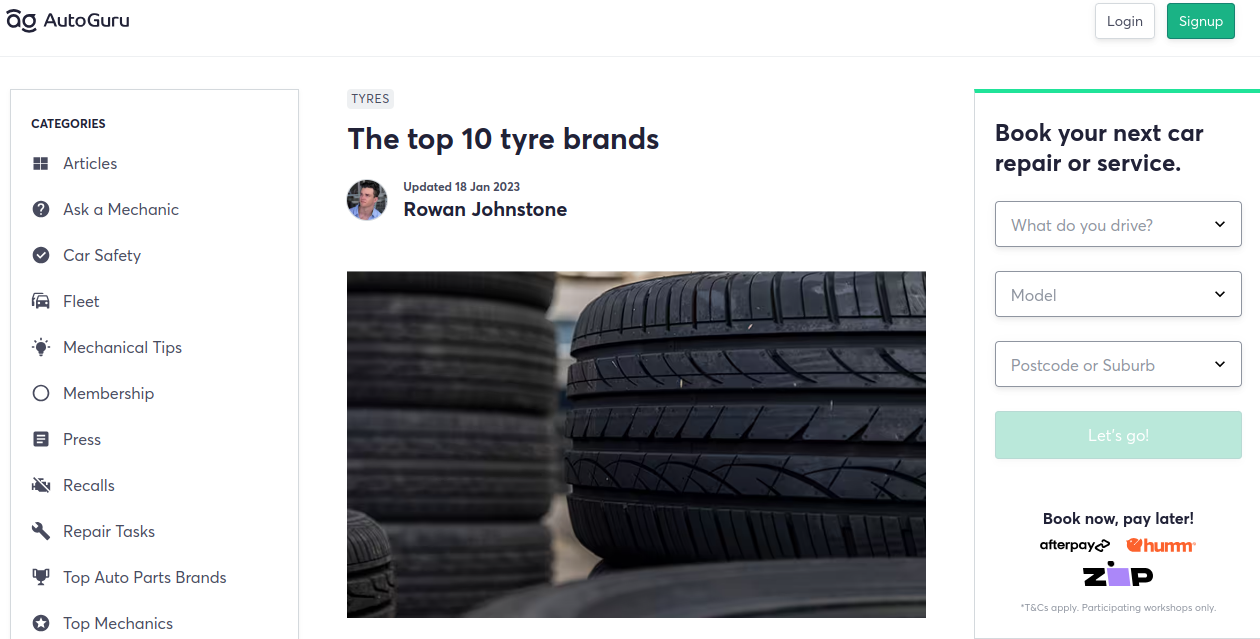 ag AutoGuru
Login
Signup
CATEGORIES
Articles
Ask a Mechanic
Car Safety
Fleet
Mechanical Tips
Membership
Press
Recalls
Repair Tasks
Top Auto Parts Brands
Top Mechanics
TYRES
The top 10 tyre brands
Updated 18 Jan 2023
Rowan Johnstone
Book your next car
repair or service.
What do you drive?
Model
Postcode or Suburb
Let's go!
Book now, pay later!
afterpay
humm
zip
*T&Cs apply. Participating workshops only.